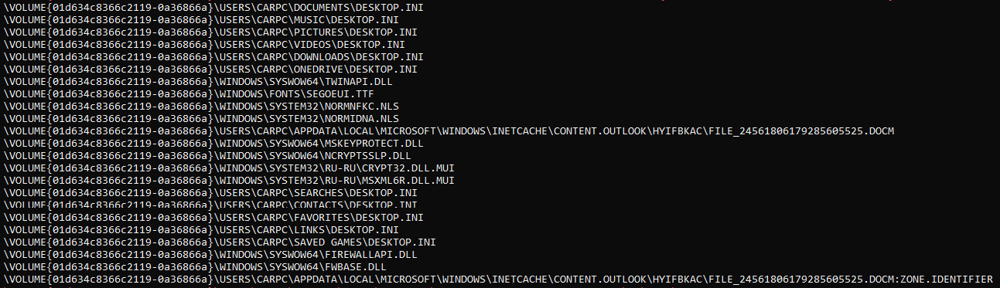 \VOLUME{01d634c8366c2119-0a36866a}\USERS\CARPC\DOCUMENTS\DESKTOP.INI
\VOLUME{01d634c8366c2119-0a36866a}\USERS\CARPC\MUSIC\DESKTOP.INI
\VOLUME{01d634c8366c2119-0a36866a}\USERS\CARPC\PICTURES\DESKTOP.INI
\VOLUME{01d634c8366c2119-0a36866a}\USERS\CARPC\VIDEOS\DESKTOP.INI
\VOLUME{01d634c8366c2119-0a36866a}\USERS\CARPC\DOWNLOADS\DESKTOP.INI
\VOLUME{01d634c8366c2119-0a36866a}\USERS\CARPC\ONEDRIVE\DESKTOP.INI
\VOLUME{01d634c8366c2119-0a36866a}\WINDOWS\SYSWOW64\TWINAPI.DLL
\VOLUME{01d634c8366c2119-0a36866a}\WINDOWS\FONTS\SEGOEUI.TTF
\VOLUME{01d634c8366c2119-0a36866a}\WINDOWS\SYSTEM32\NORMNFKC.NLS
\VOLUME{01d634c8366c2119-0a36866a}\WINDOWS\SYSTEM32\NORMIDNA.NLS
\VOLUME{01d634c8366c2119-0a36866a}\USERS\CARPC\APPDATA\LOCAL\MICROSOFT\WINDOWS\INETCACHE\CONTENT.OUTLOOK\HYIFBKAC\FILE_24561806179285605525.DOCM
\VOLUME{01d634c8366c2119-0a36866a}\WINDOWS\SYSWOW64\MSKEYPROTECT.DLL
\VOLUME{01d634c8366c2119-0a36866a}\WINDOWS\SYSWOW64\NCRYPTSSLP.DLL
\VOLUME{01d634c8366c2119-0a36866a}\WINDOWS\SYSTEM32\RU-RU\CRYPT32.DLL.MUI
\VOLUME{01d634c8366c2119-0a36866a}\WINDOWS\SYSTEM32\RU-RU\MSXML6R.DLL.MUI
\VOLUME{01d634c8366c2119-0a36866a}\USERS\CARPC\SEARCHES\DESKTOP.INI
\VOLUME{01d634c8366c2119-0a36866a}\USERS\CARPC\CONTACTS\DESKTOP.INI
\VOLUME{01d634c8366c2119-0a36866a}\USERS\CARPC\FAVORITES\DESKTOP.INI
\VOLUME{01d634c8366c2119-0a36866a}\USERS\CARPC\LINKS\DESKTOP.INI
\VOLUME{01d634c8366c2119-0a36866a}\USERS\CARPC\SAVED GAMES\DESKTOP.INI
\VOLUME{01d634c8366c2119-0a36866a}\WINDOWS\SYSWOW64\FIREWALLAPI.DLL
\VOLUME{01d634c8366c2119-0a36866a}\WINDOWS\SYSWOW64\FWBASE.DLL
\VOLUME{01d634c8366c2119-0a36866a}\USERS\CARPC\APPDATA\LOCAL\MICROSOFT\WINDOWS\INETCACHE\CONTENT.OUTLOOK\HYIFBKAC\FILE_24561806179285605525.DOCM:ZONE.IDENTIFIER